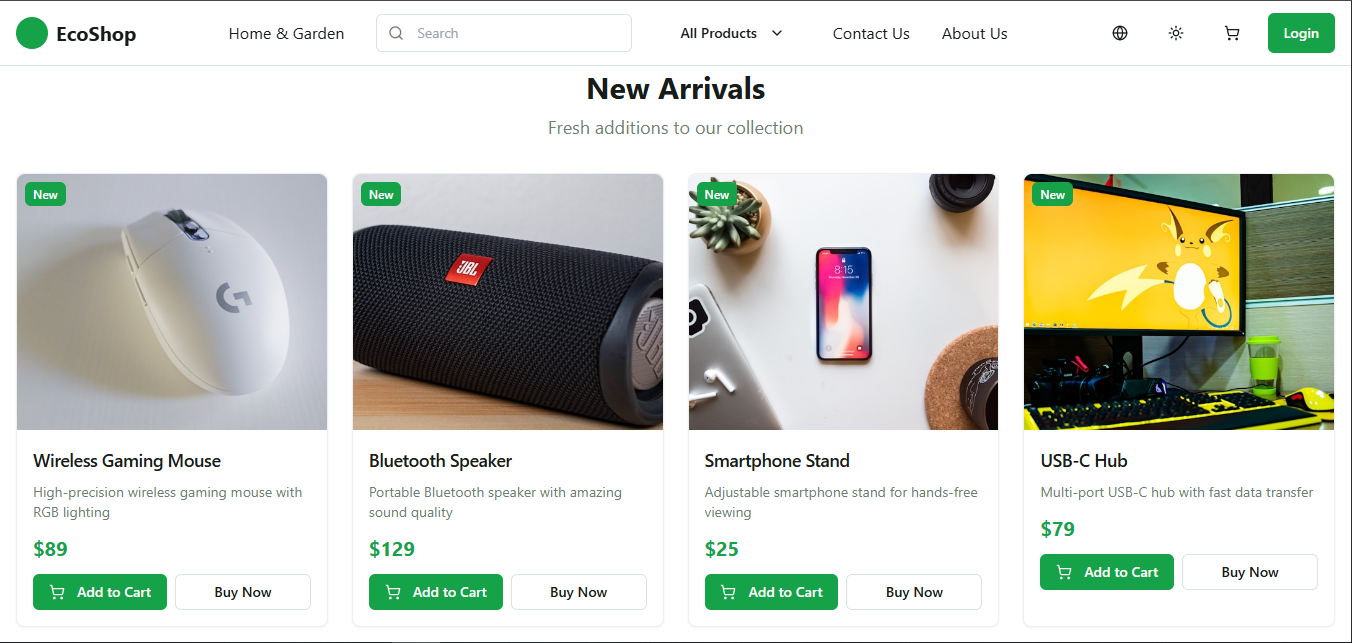 EcoShop
Home & Garden
Search
All Products
Contact Us
About Us
Login
New Arrivals
Fresh additions to our collection
New
Wireless Gaming Mouse
High-precision wireless gaming mouse with
RGB lighting
$89
Add to Cart
Buy Now
New
JBL
Bluetooth Speaker
Portable Bluetooth speaker with amazing
sound quality
$129
Add to Cart
Buy Now
New
8:15
Smartphone Stand
Adjustable smartphone stand for hands-free
viewing
$25
Add to Cart
Buy Now
New
USB-C Hub
Multi-port USB-C hub with fast data transfer
$79
Add to Cart
Buy Now